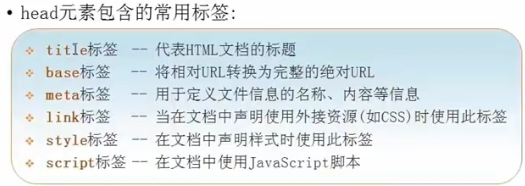 • head元素包含的常用标签:
❖ title标签 -- 代表HTML文档的标题
❖ base标签 -- 将相对URL转换为完整的绝对URL
❖ meta标签 -- 用于定义文件信息的名称、内容等信息
❖ link标签 -- 当在文档中声明使用外接资源(如CSS)时使用此标签
❖ style标签 -- 在文档中声明样式时使用此标签
❖ script标签 -- 在文档中使用JavaScript脚本